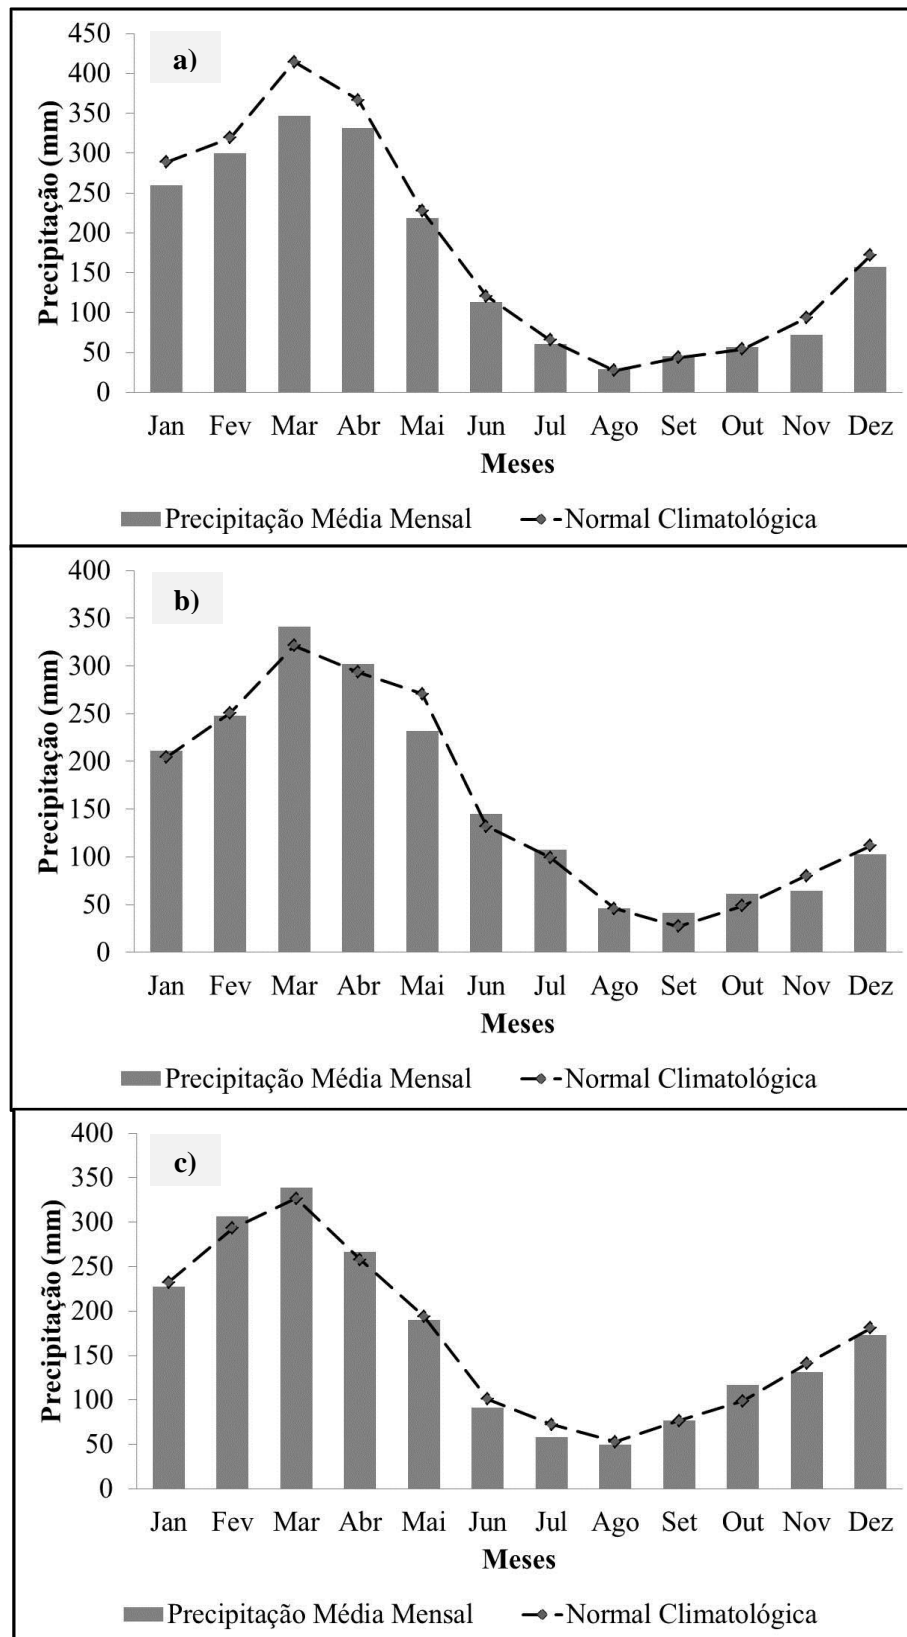 a)
Precipitação (mm)
450
400
350
300
250
200
150
100
50
0
Jan Fev Mar Abr Mai Jun Jul Ago Set Out Nov Dez
Meses
Precipitação Média Mensal Normal Climatológica
b)
Precipitação (mm)
400
350
300
250
200
150
100
50
0
Jan Fev Mar Abr Mai Jun Jul Ago Set Out Nov Dez
Meses
Precipitação Média Mensal Normal Climatológica
c)
Precipitação (mm)
400
350
300
250
200
150
100
50
0
Jan Fev Mar Abr Mai Jun Jul Ago Set Out Nov Dez
Meses
Precipitação Média Mensal Normal Climatológica